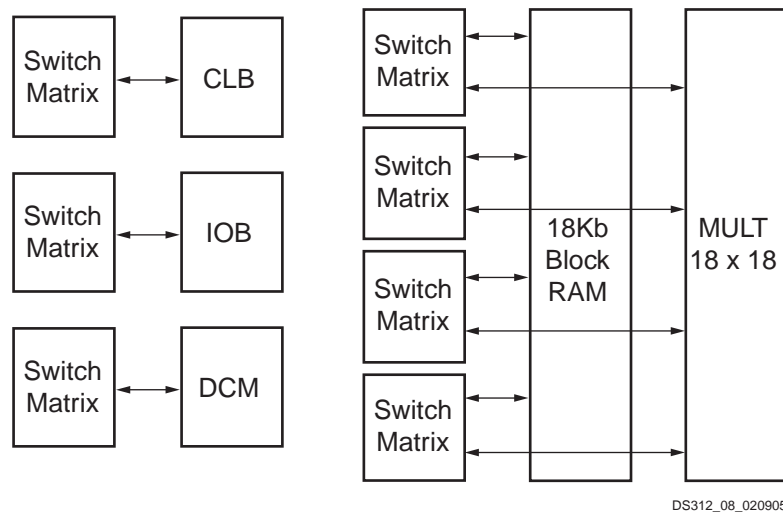 Switch
Matrix
CLB
Switch
Matrix
IOB
Switch
Matrix
DCM
Switch
Matrix
Switch
Matrix
Switch
Matrix
Switch
Matrix
18Kb
Block
RAM
MULT
18 x 18
DS312_08_020905